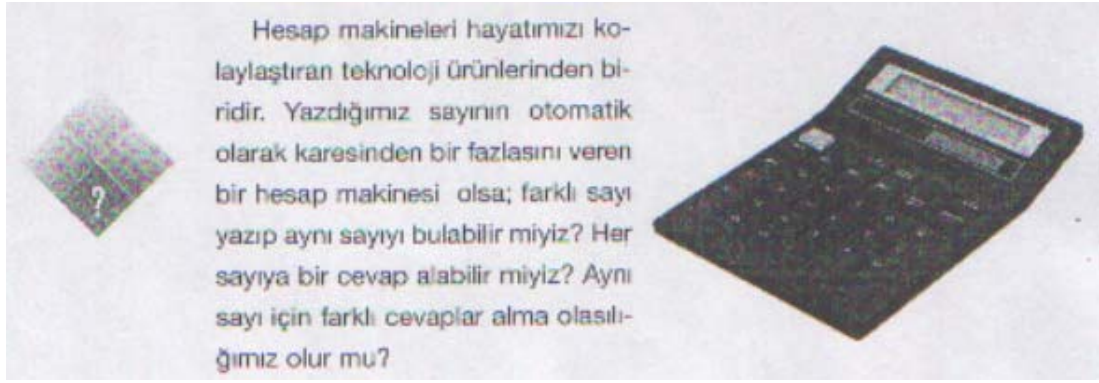 Hesap makineleri hayatımızı ko-
laylaştıran teknoloji ürünlerinden bi-
ridir. Yazdığımız sayının otomatik
olarak karesinden bir fazlasını veren
bir hesap makinesi olsa; farklı sayı
yazıp aynı sayıyı bulabilir miyiz? Her
sayıya bir cevap alabilir miyiz? Aynı
sayı için farklı cevaplar alma olasılı-
ğımız olur mu?
?